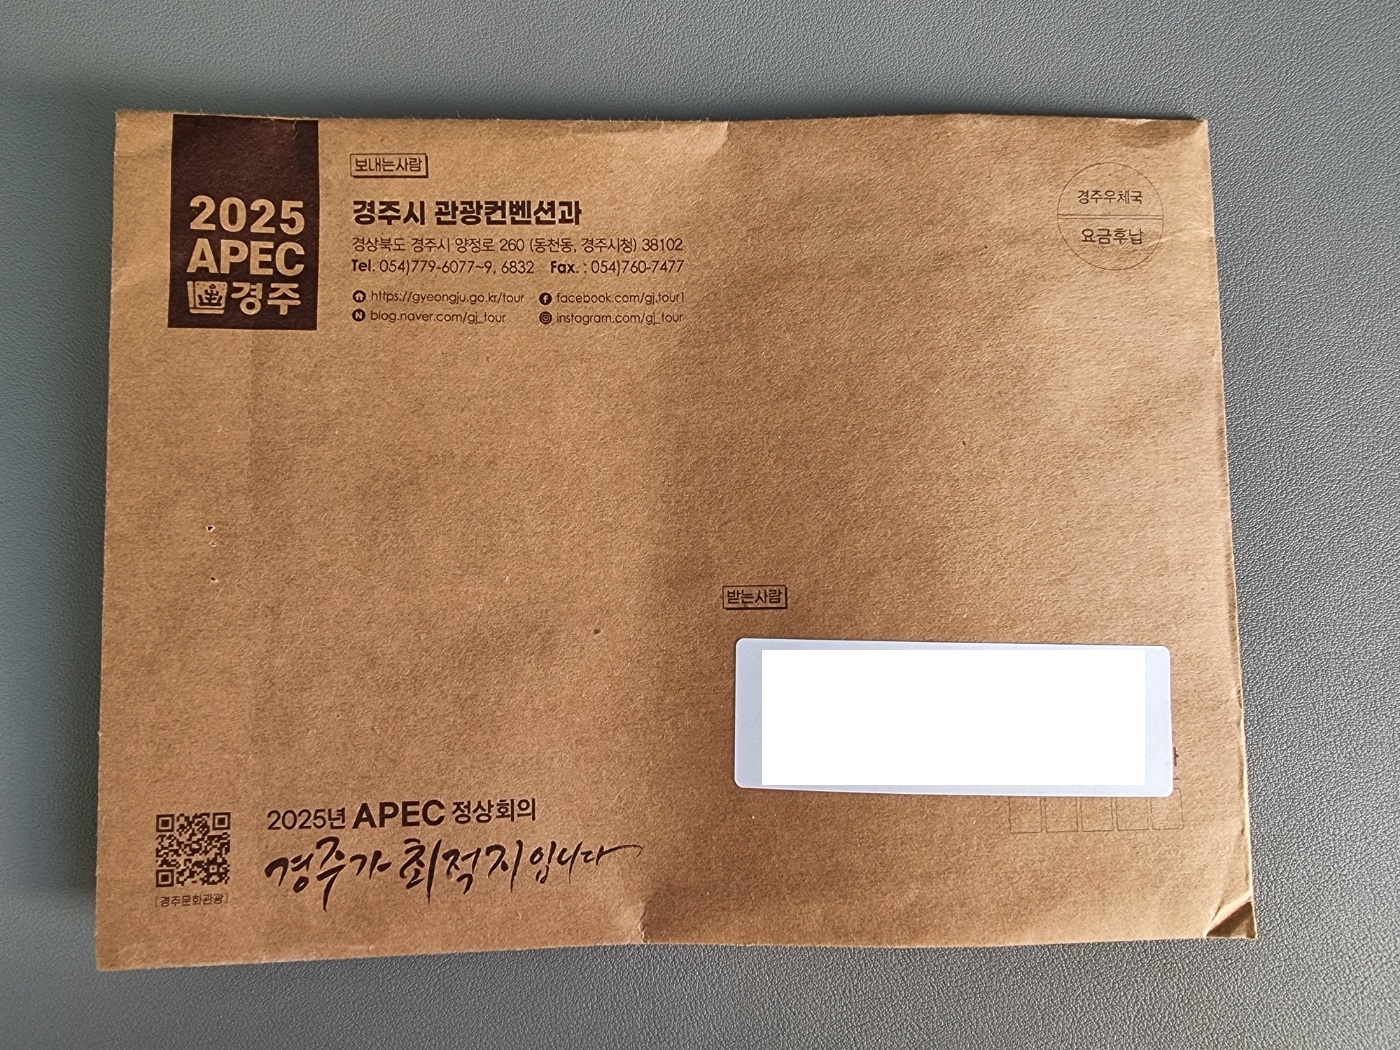 2025
APEC
경주
보내는사람
경주시 관광컨벤션과
경상북도 경주시 양정로 260 (동천동, 경주시청) 38102
Tel. 054)779-6077~9, 6832 Fax. : 054)760-7477
https://gyeongju.go.kr/tour facebook.com/gj.tour1
blog.naver.com/gj_tour instagram.com/gj_tour
경주우체국
요금후납
받는사람
2025년 APEC 정상회의
경주가 최적지입니다
[경주문화관광]